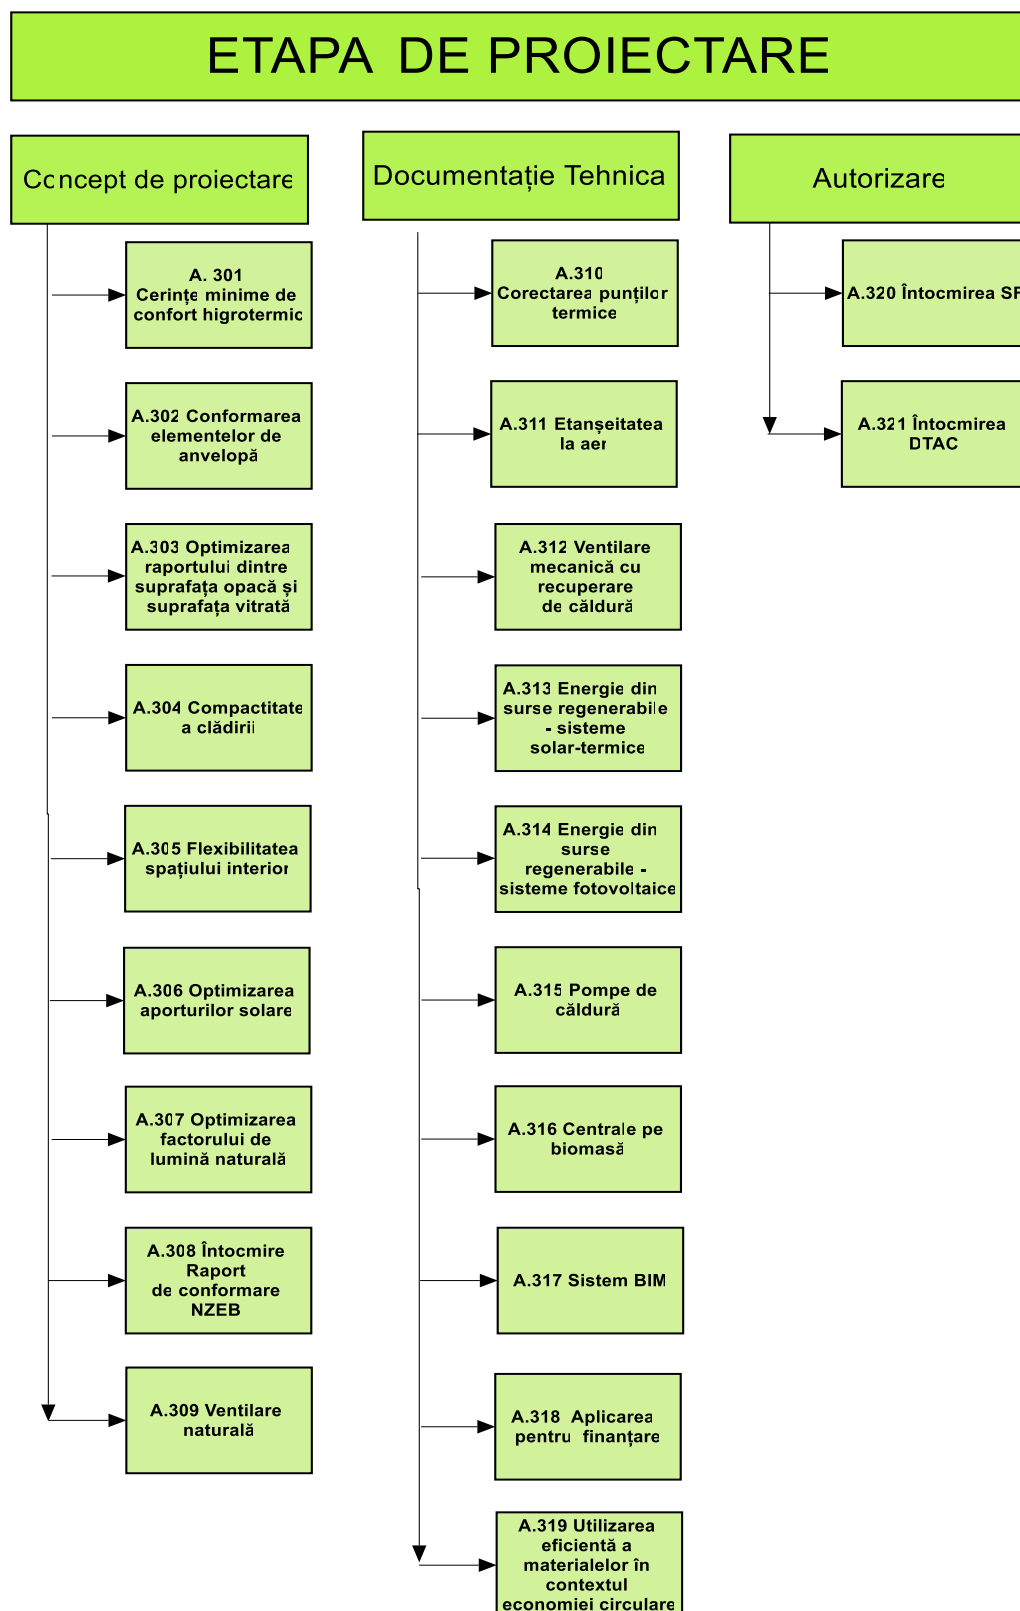 ETAPA DE PROIECTARE
Concept de proiectare
A. 301
Cerințe minime de
confort higrotermic
A.302 Conformarea
elementelor de
anvelopă
A.303 Optimizarea
raportului dintre
suprafața opacă și
suprafața vitrată
A.304 Compactitate
a clădirii
A.305 Flexibilitatea
spațiului interior
A.306 Optimizarea
aporturilor solare
A.307 Optimizarea
factorului de
lumină naturală
A.308 Întocmire
Raport
de conformare
NZEB
A.309 Ventilare
naturală
Documentație Tehnica
A.310
Corectarea punților
termice
A.311 Etanșeitatea
la aer
A.312 Ventilare
mecanică cu
recuperare
de căldură
A.313 Energie din
surse regenerabile
- sisteme
solar-termice
A.314 Energie din
surse
regenerabile -
sisteme fotovoltaice
A.315 Pompe de
căldură
A.316 Centrale pe
biomasă
A.317 Sistem BIM
A.318 Aplicarea
pentru finanțare
A.319 Utilizarea
eficientă a
materialelor în
contextul
economiei circulare
Autorizare
A.320 Întocmirea SF
A.321 Întocmirea
DTAC